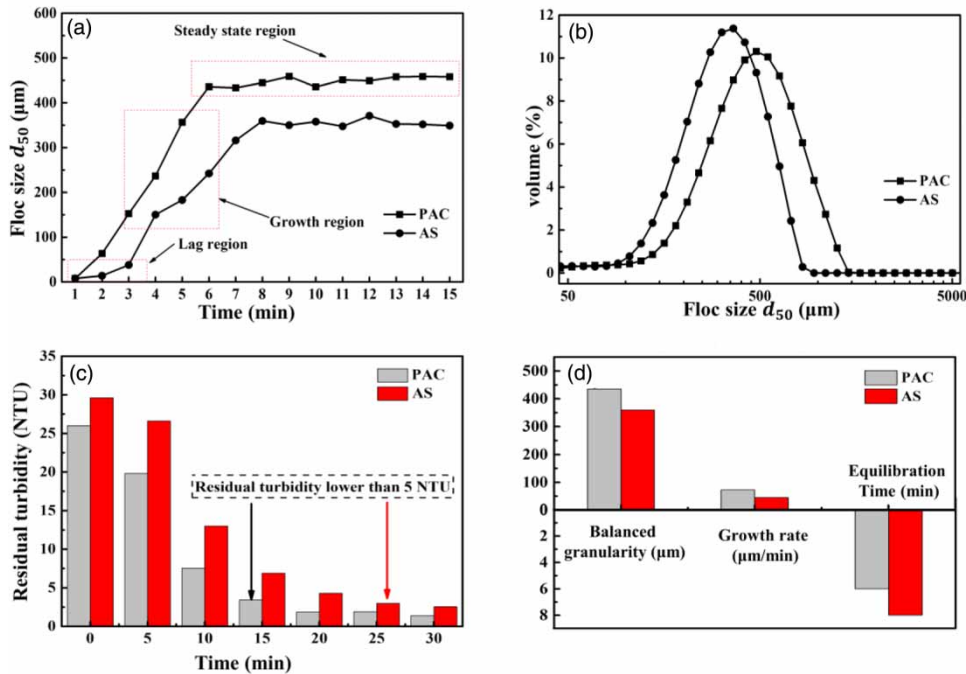 (a)
600
500
400
300
200
100
0
Floc size d50 (μm)
Steady state region
Growth region
Lag region
PAC
AS
1 2 3 4 5 6 7 8 9 10 11 12 13 14 15
Time (min)
(b)
12
10
8
6
4
2
0
volume (%)
PAC
AS
50 500 5000
Floc size d50 (μm)
(c)
35
30
25
20
15
10
5
0
Residual turbidity (NTU)
PAC
AS
Residual turbidity lower than 5 NTU
0 5 10 15 20 25 30
Time (min)
(d)
500
400
300
200
100
0
2
4
6
8
PAC
AS
Equilibration
Time (min)
Balanced
granularity (μm)
Growth rate
(μm/min)